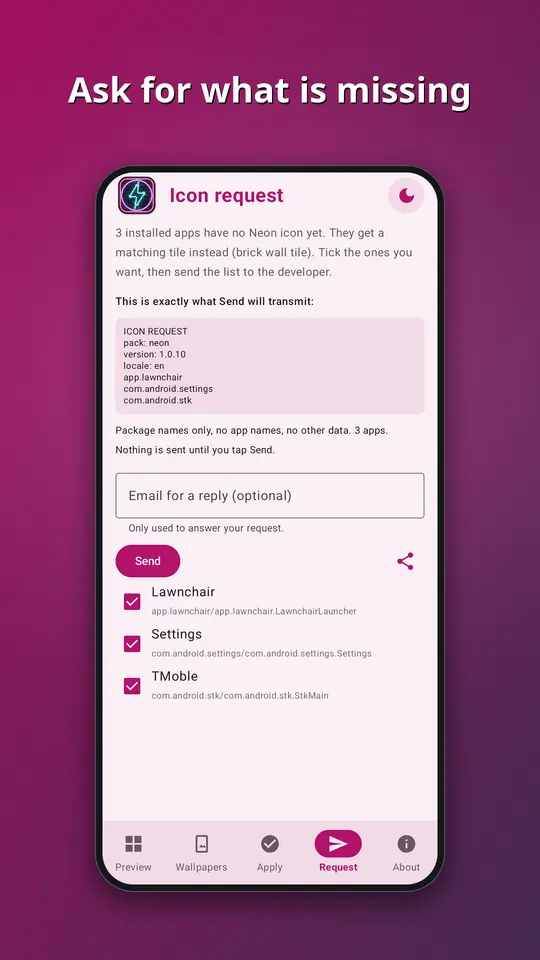 Ask for what is missing
Icon request
3 installed apps have no Neon icon yet. They get a
matching tile instead (brick wall tile). Tick the ones you
want, then send the list to the developer.
This is exactly what Send will transmit:
ICON REQUEST
pack: neon
version: 1.0.10
locale: en
app.lawnchair
com.android.settings
com.android.stk
Package names only, no app names, no other data. 3 apps.
Nothing is sent until you tap Send.
Email for a reply (optional)
Only used to answer your request.
Send
Lawnchair
app.lawnchair/app.lawnchair.LawnchairLauncher
Settings
com.android.settings/com.android.settings.Settings
TMoble
com.android.stk/com.android.stk.StkMain
Preview
Wallpapers
Apply
Request
About